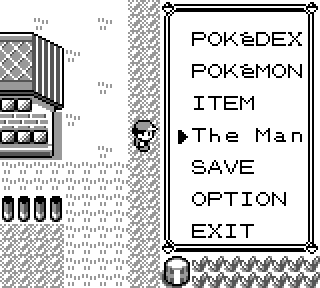 POKéDEX
POKéMON
ITEM
The Man
SAVE
OPTION
EXIT